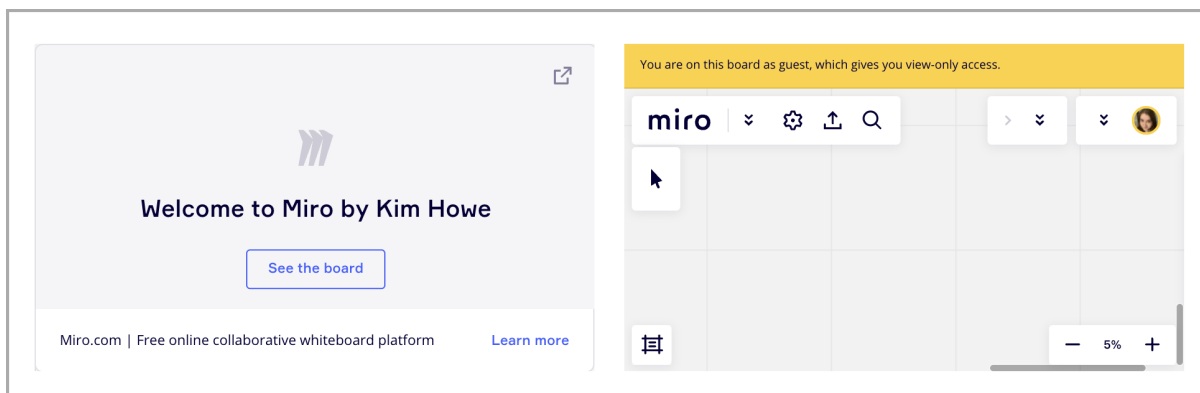 Welcome to Miro by Kim Howe
See the board
Miro.com | Free online collaborative whiteboard platform
Learn more
You are on this board as guest, which gives you view-only access.
miro
5%